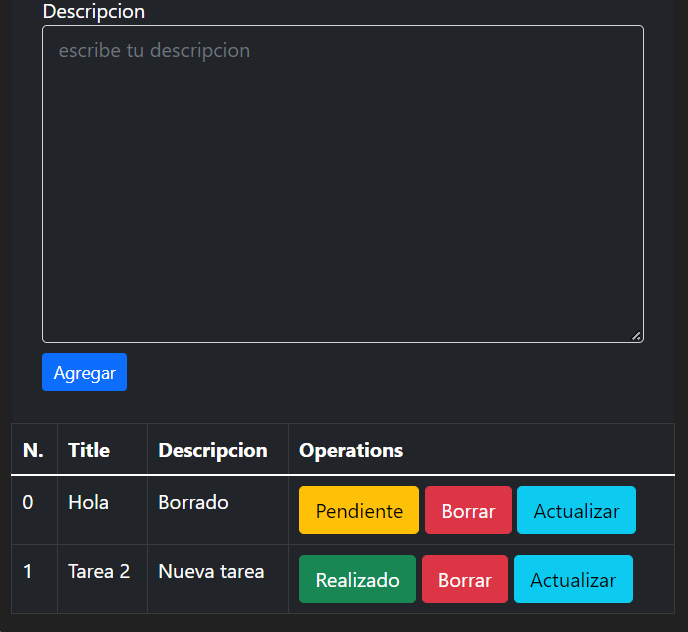 Descripcion
escribe tu descripcion
Agregar
N. Title Descripcion Operations
0 Hola Borrado Pendiente Borrar Actualizar
1 Tarea 2 Nueva tarea Realizado Borrar Actualizar